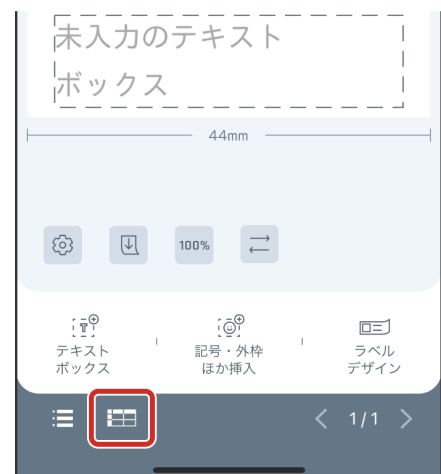 未入力のテキスト
ボックス
44mm
100%
テキスト
ボックス
記号・外枠
ほか挿入
ラベル
デザイン
1/1